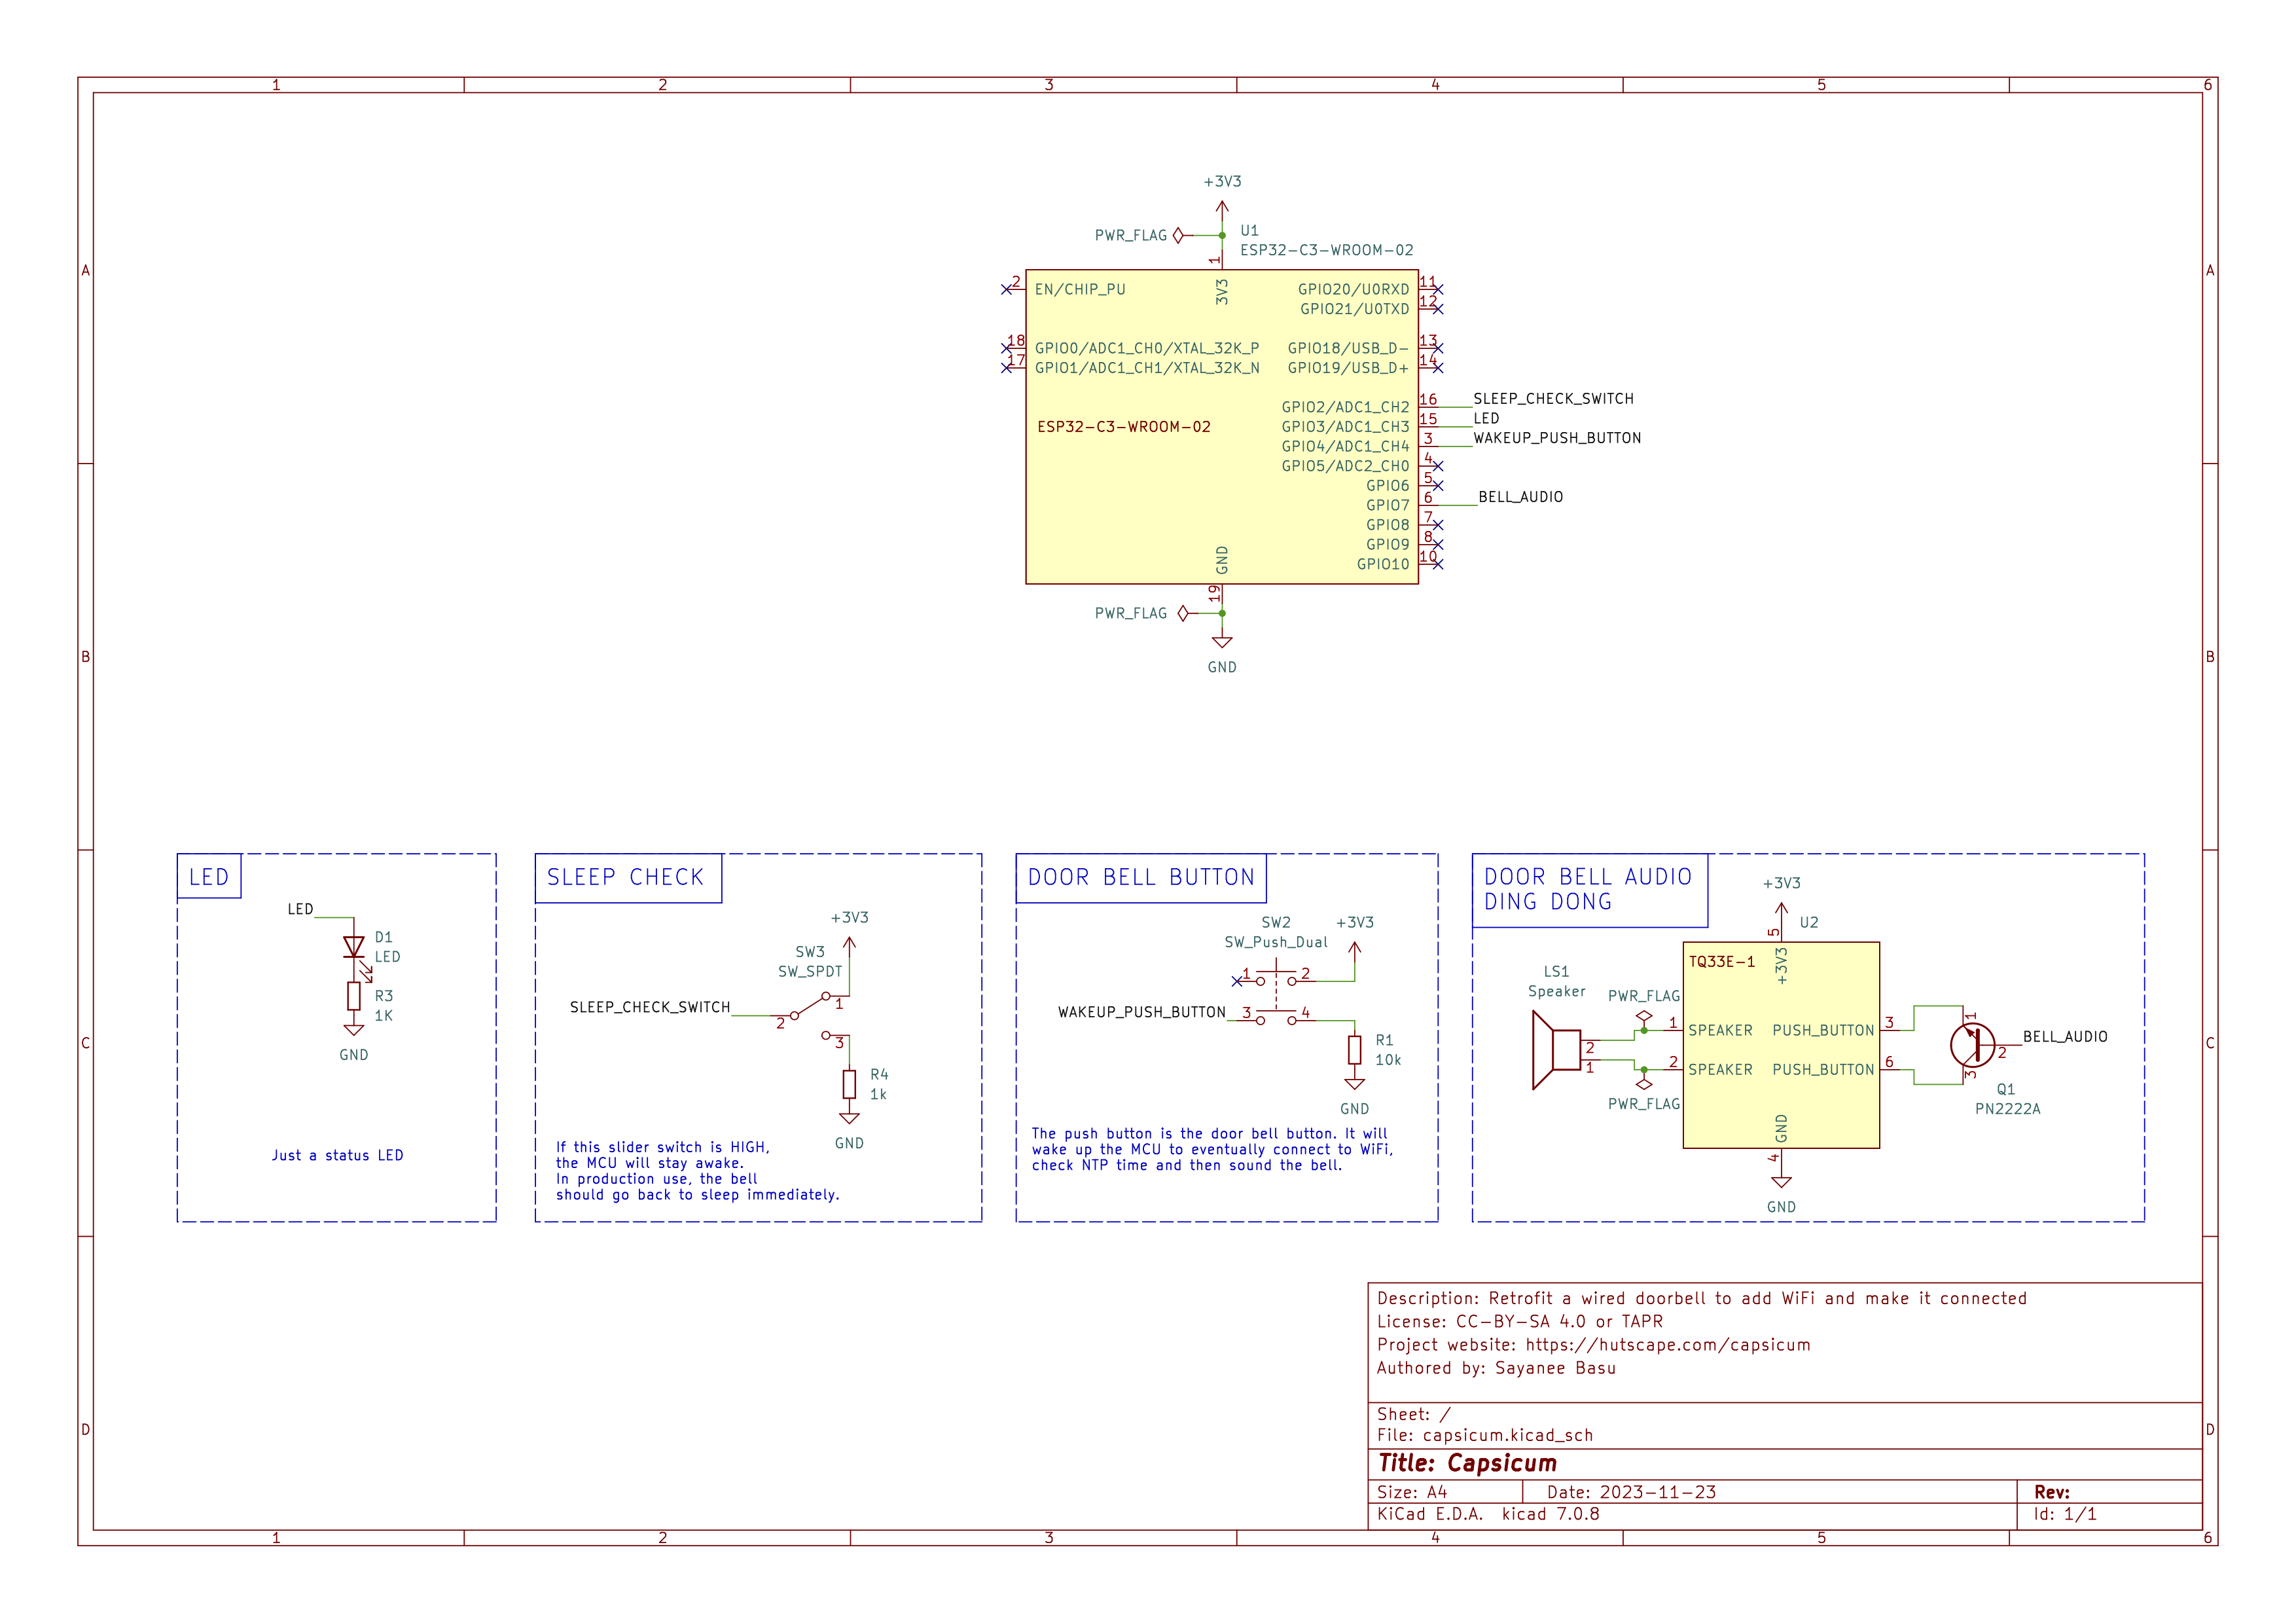 1 2 3 4 5 6
A A
B B
C C
D D
+3V3
PWR_FLAG
U1
ESP32-C3-WROOM-02
1
3V3
2 EN/CHIP_PU
18 GPIO0/ADC1_CH0/XTAL_32K_P
17 GPIO1/ADC1_CH1/XTAL_32K_N
ESP32-C3-WROOM-02
GPIO20/U0RXD 11
GPIO21/U0TXD 12
GPIO18/USB_D- 13
GPIO19/USB_D+ 14
GPIO2/ADC1_CH2 16 SLEEP_CHECK_SWITCH
GPIO3/ADC1_CH3 15 LED
GPIO4/ADC1_CH4 3 WAKEUP_PUSH_BUTTON
GPIO5/ADC2_CH0 4
GPIO6 5
GPIO7 6 BELL_AUDIO
GPIO8 7
GPIO9 8
GPIO10 10
GND
19
PWR_FLAG
GND
LED
LED
D1
LED
R3
1K
GND
Just a status LED
SLEEP CHECK
+3V3
SW3
SW_SPDT
SLEEP_CHECK_SWITCH
1
2
3
R4
1k
GND
If this slider switch is HIGH,
the MCU will stay awake.
In production use, the bell
should go back to sleep immediately.
DOOR BELL BUTTON
SW2
SW_Push_Dual
+3V3
1 2
WAKEUP_PUSH_BUTTON
3 4
R1
10k
GND
The push button is the door bell button. It will
wake up the MCU to eventually connect to WiFi,
check NTP time and then sound the bell.
DOOR BELL AUDIO
DING DONG
+3V3
U2
5
TQ33E-1
+3V3
LS1
Speaker
PWR_FLAG
2
1
1 SPEAKER PUSH_BUTTON 3
2 SPEAKER PUSH_BUTTON 6
PWR_FLAG
1
BELL_AUDIO
2
3
Q1
PN2222A
GND
4
GND
Description: Retrofit a wired doorbell to add WiFi and make it connected
License: CC-BY-SA 4.0 or TAPR
Project website: https://hutscape.com/capsicum
Authored by: Sayanee Basu
Sheet: /
File: capsicum.kicad_sch
Title: Capsicum
Size: A4 Date: 2023-11-23 Rev:
KiCad E.D.A. kicad 7.0.8 Id: 1/1
1 2 3 4 5 6